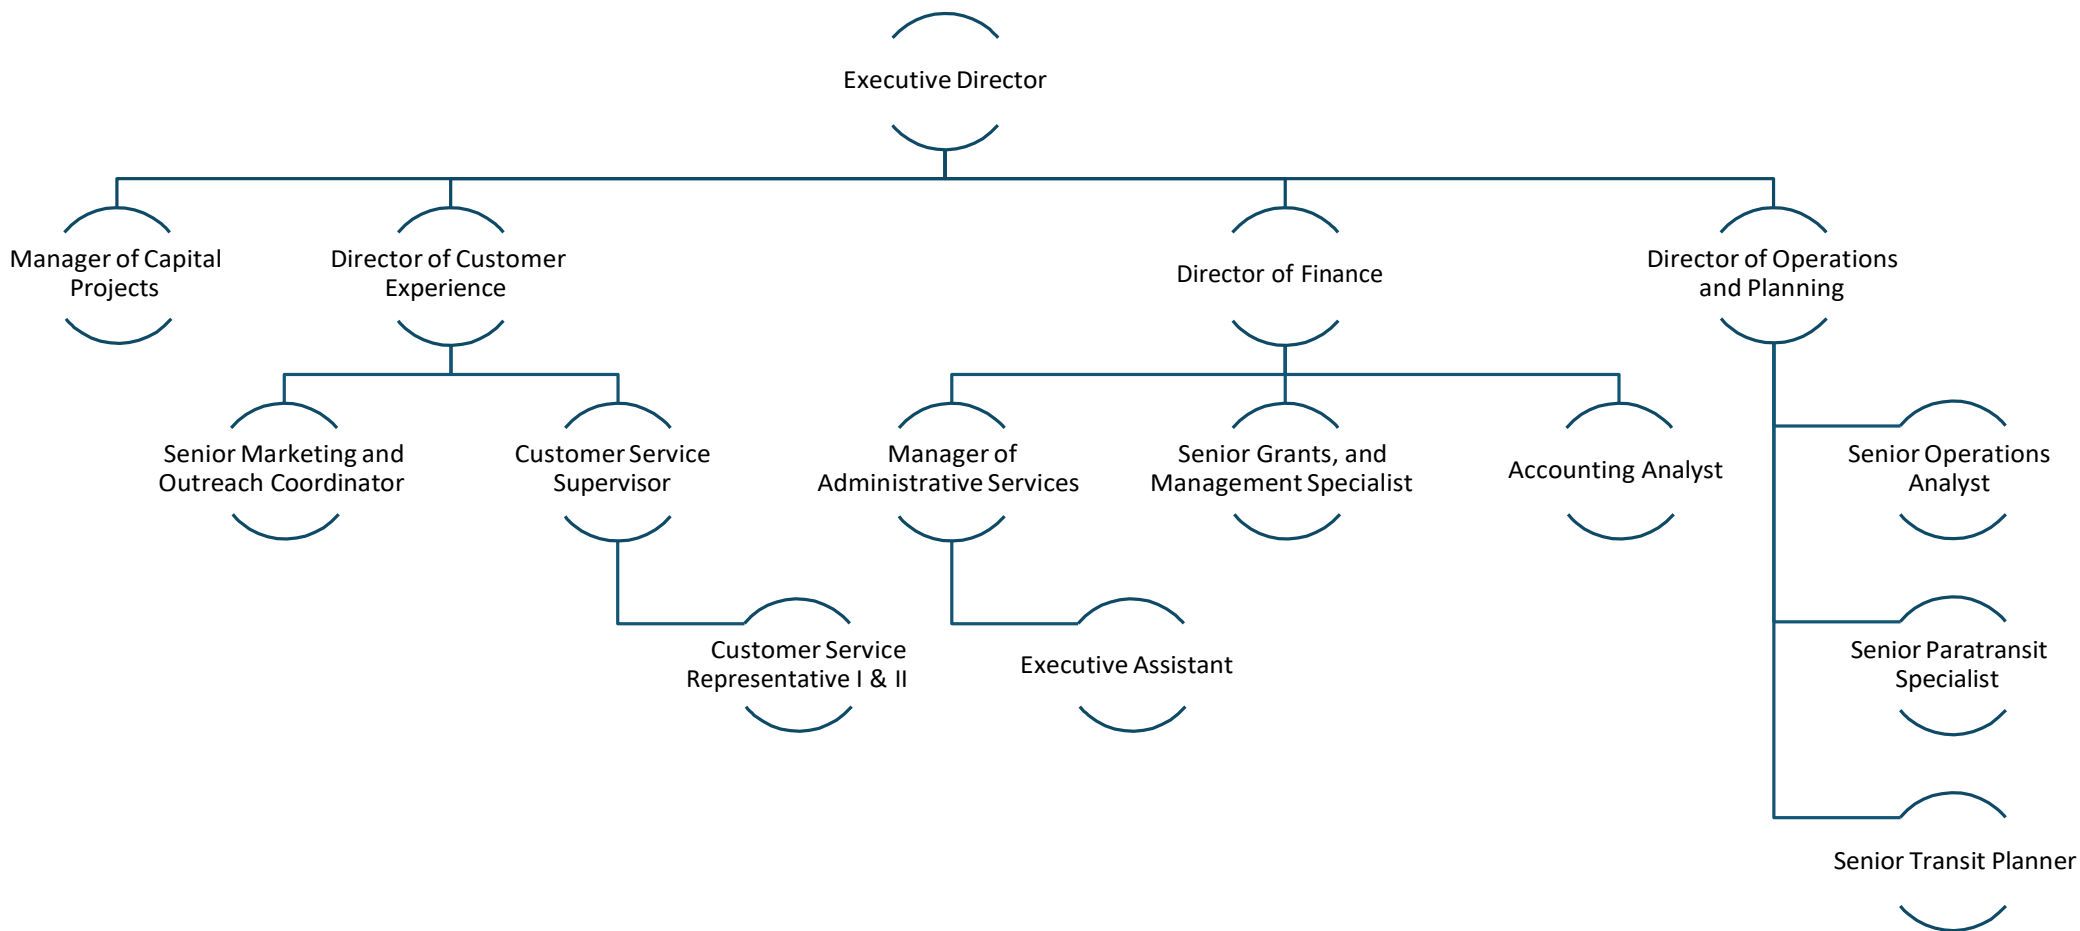 Executive Director
Manager of Capital
Projects
Director of Customer
Experience
Director of Finance
Director of Operations
and Planning
Senior Marketing and
Outreach Coordinator
Customer Service
Supervisor
Manager of
Administrative Services
Senior Grants, and
Management Specialist
Accounting Analyst
Senior Operations
Analyst
Customer Service
Representative I & II
Executive Assistant
Senior Paratransit
Specialist
Senior Transit Planner